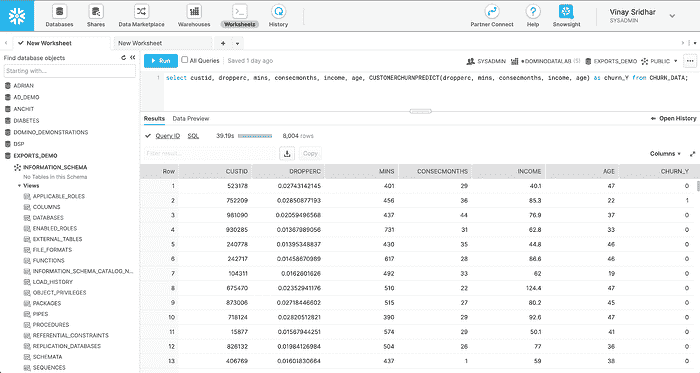 Databases Shares Data Marketplace Warehouses Worksheets History Partner Connect Help Snowsight Vinay Sridhar
SYSADMIN
New Worksheet New Worksheet
Find database objects
Starting with...
Run All Queries Saved 1 day ago SYSADMIN DOMINODATALAB EXPORTS_DEMO PUBLIC
1 select custid, dropperc, mins, consecmonths, income, age, CUSTOMERCHURNPREDICT(dropperc, mins, consecmonths, income, age) as churn_Y from CHURN_DATA;
ADRIAN
AD_DEMO
ANCHIT
DIABETES
DOMINO_DEMONSTRATIONS
DSP
EXPORTS_DEMO
INFORMATION_SCHEMA
No Tables in this Schema
Views
APPLICABLE_ROLES
COLUMNS
DATABASES
ENABLED_ROLES
EXTERNAL_TABLES
FILE_FORMATS
FUNCTIONS
INFORMATION_SCHEMA_CATALOG_N...
LOAD_HISTORY
OBJECT_PRIVILEGES
PACKAGES
PIPES
PROCEDURES
REFERENTIAL_CONSTRAINTS
REPLICATION_DATABASES
SCHEMATA
SEQUENCES
Results Data Preview Open History
Query ID SQL 39.19s 8,004 rows
Filter rows... Copy Columns
Row CUSTID DROPPERC MINS CONSECMONTHS INCOME AGE CHURN_Y
1 523178 0.02743142145 401 29 40.1 47 0
2 752209 0.02850877193 456 36 85.3 22 1
3 981090 0.02059496568 437 44 76.9 37 0
4 930285 0.01367989056 731 31 62.8 33 0
5 240778 0.01395348837 430 35 44.8 46 0
6 242717 0.01458670989 617 28 86.6 46 0
7 104311 0.0162601626 492 33 62 19 0
8 675470 0.02352941176 510 22 124.4 47 0
9 873006 0.02718446602 515 27 80.2 45 0
10 718124 0.02820512821 390 29 92.6 47 0
11 15877 0.01567944251 574 29 50.1 41 0
12 826132 0.01984126984 504 26 77 36 0
13 406769 0.01601830664 437 1 59 38 0